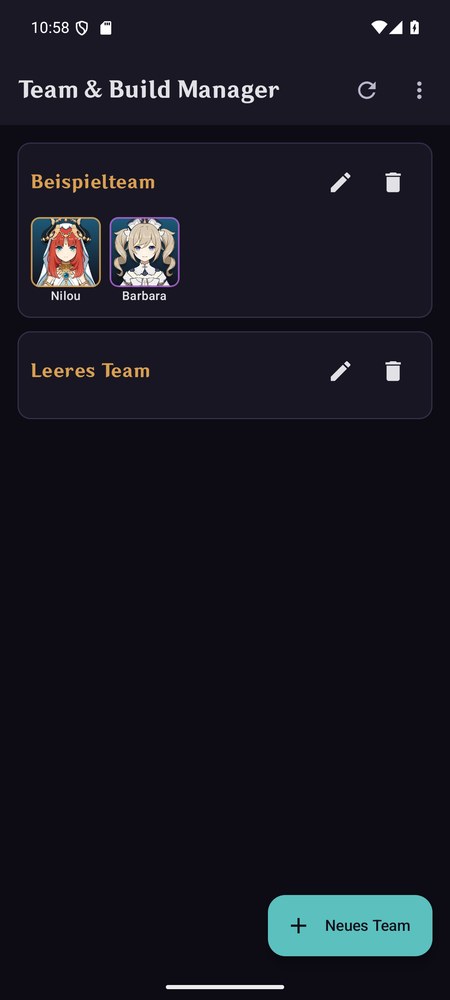 10:58
Team & Build Manager
Beispielteam
Nilou
Barbara
Leeres Team
Neues Team